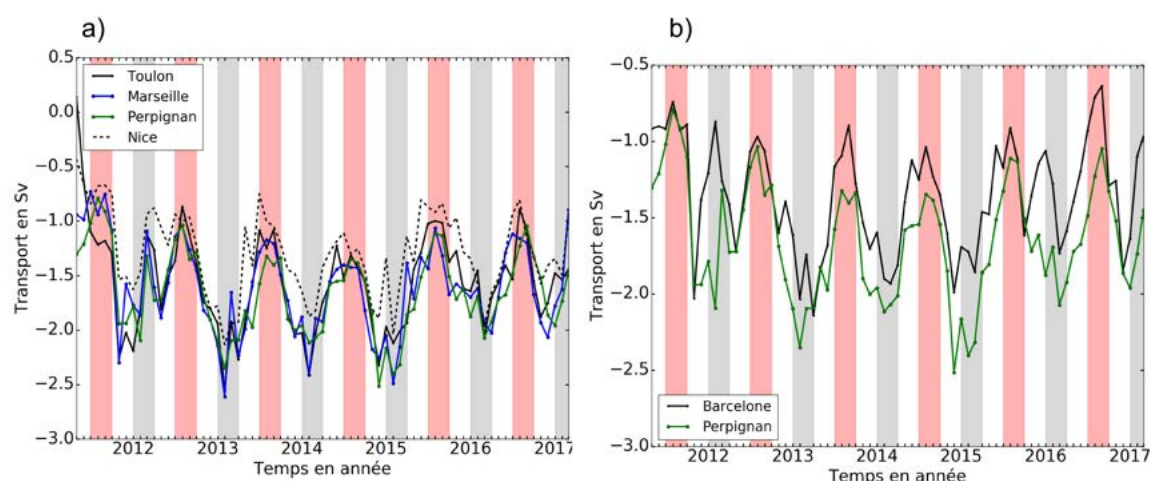 a)
0.5
0.0
−0.5
−1.0
−1.5
−2.0
−2.5
−3.0
Transport en Sv
Toulon
Marseille
Perpignan
Nice
2012 2013 2014 2015 2016 2017
Temps en année
b)
−0.5
−1.0
−1.5
−2.0
−2.5
−3.0
Transport en Sv
Barcelone
Perpignan
2012 2013 2014 2015 2016 2017
Temps en année